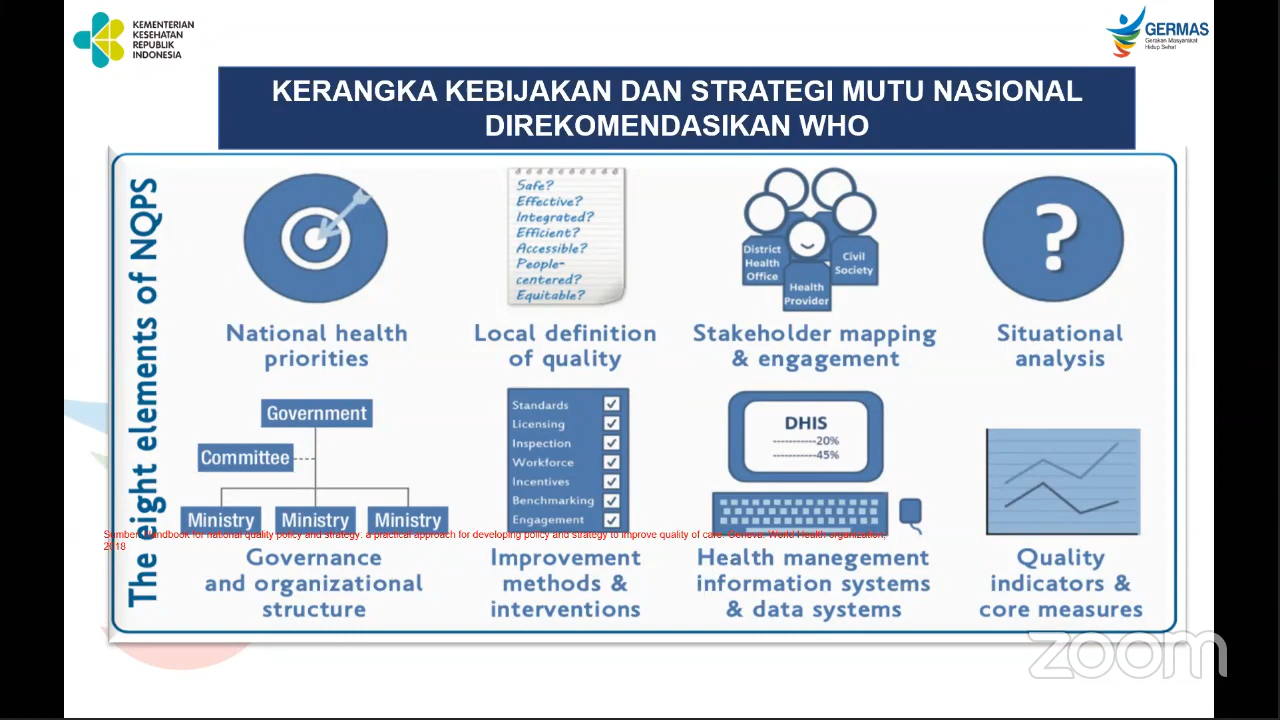 KEMENTERIAN
KESEHATAN
REPUBLIK
INDONESIA
GERMAS
Gerakan Masyarakat
Hidup Sehat
KERANGKA KEBIJAKAN DAN STRATEGI MUTU NASIONAL
DIREKOMENDASIKAN WHO
The eight elements of NQPS
National health
priorities
Safe?
Effective?
Integrated?
Efficient?
Accessible?
People-
centered?
Equitable?
Local definition
of quality
District
Health
Office
Health
Provider
Civil
Society
Stakeholder mapping
& engagement
?
Situational
analysis
Government
Committee
Ministry Ministry Ministry
Governance
and organizational
structure
Standards
Licensing
Inspection
Workforce
Incentives
Benchmarking
Engagement
Improvement
methods &
interventions
DHIS
-----------20%
-----------45%
Health manegement
information systems
& data systems
Quality
indicators &
core measures
Sumber: Handbook for national quality policy and strategy: a practical approach for developing policy and strategy to improve quality of care. Geneva: World Health organization;
2018
zoom